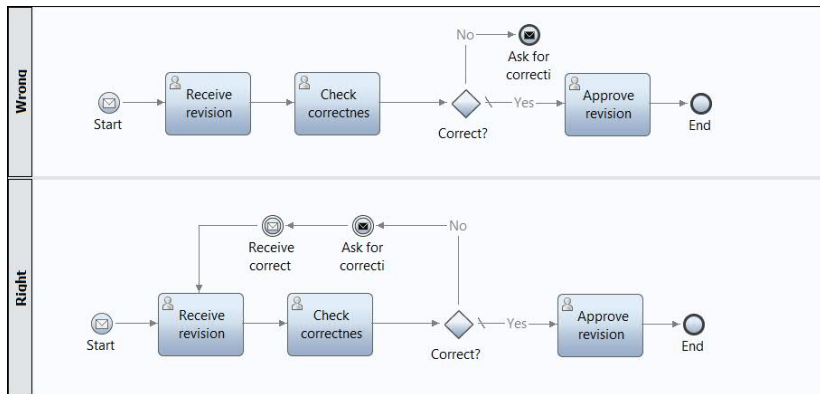 Wrong
No
Ask for
correcti
Receive
revision
Check
correctnes
Yes
Approve
revision
Start
Correct?
End
Right
No
Receive
correct
Ask for
correcti
Receive
revision
Check
correctnes
Yes
Approve
revision
Start
Correct?
End